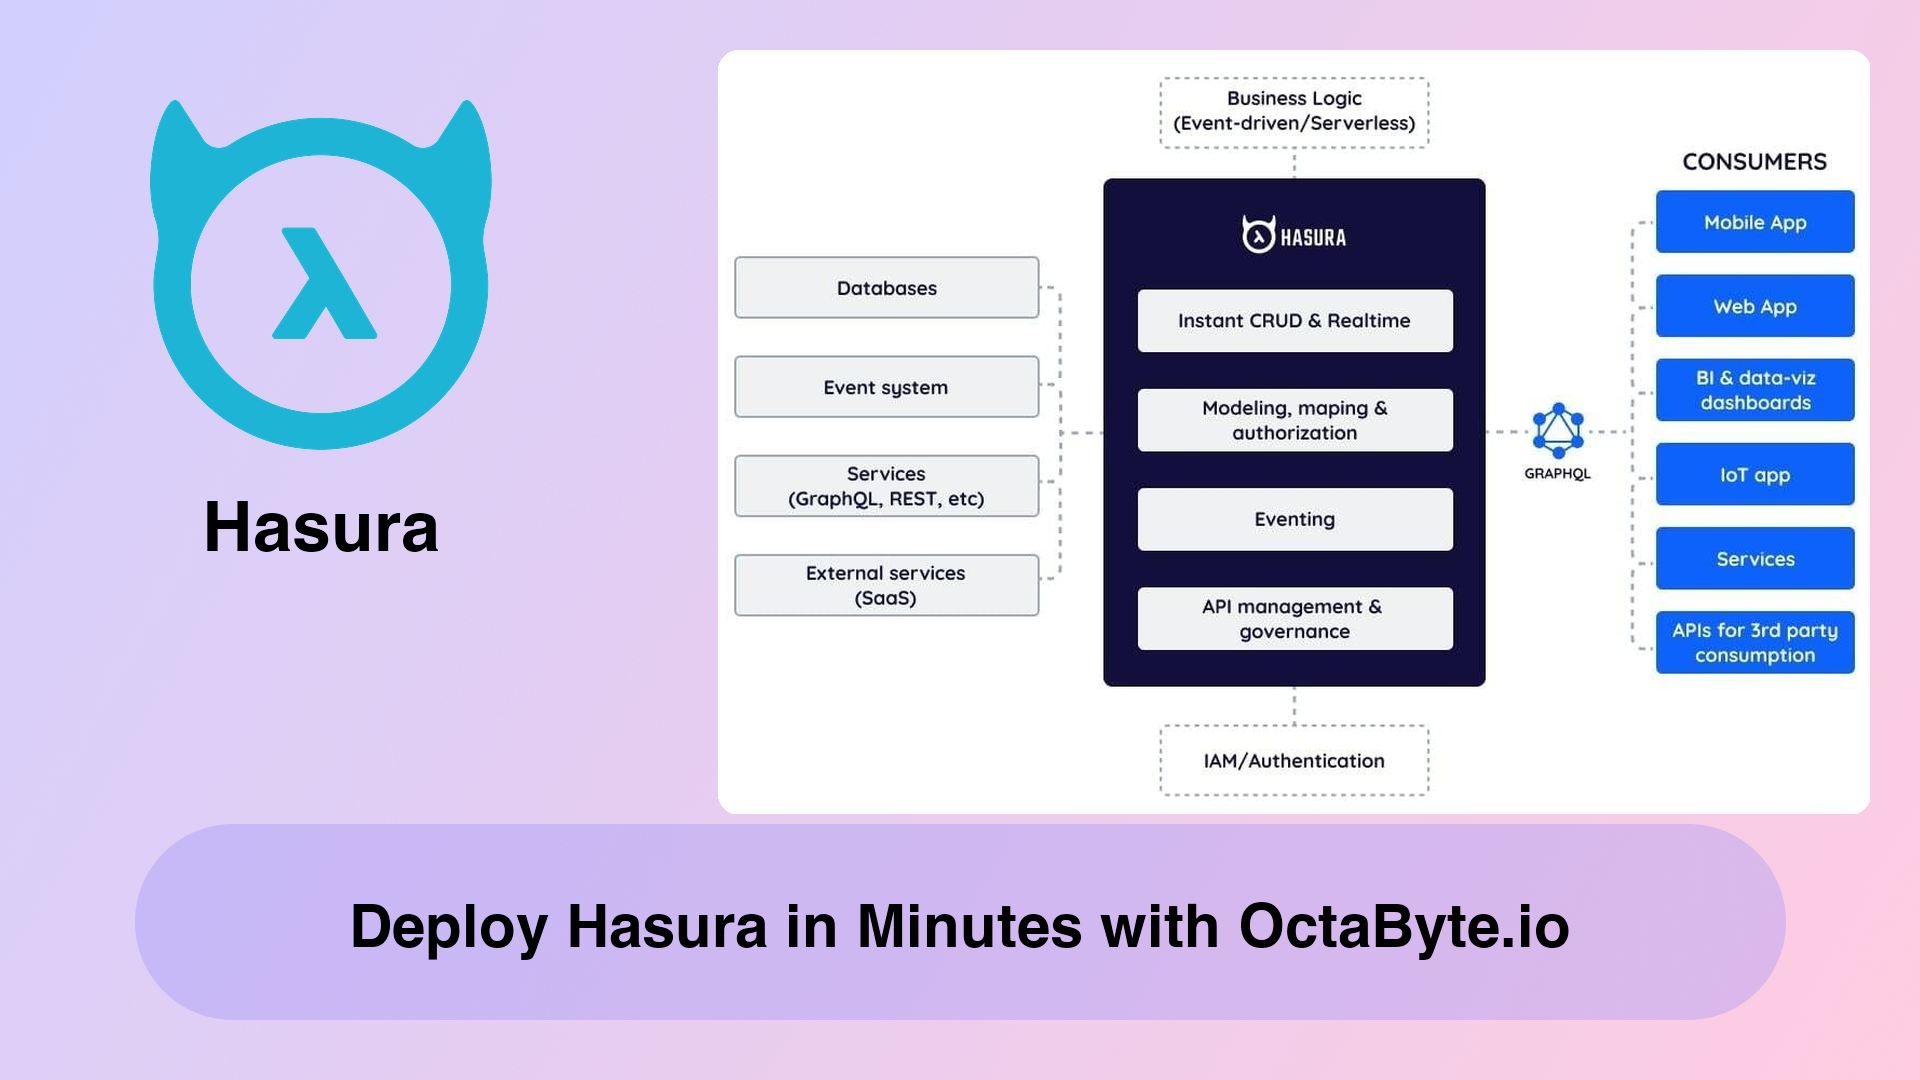 Hasura
Business Logic
(Event-driven/Serverless)
Databases
Event system
Services
(GraphQL, REST, etc)
External services
(SaaS)
λ HASURA
Instant CRUD & Realtime
Modeling, maping &
authorization
Eventing
API management &
governance
IAM/Authentication
GRAPHQL
CONSUMERS
Mobile App
Web App
BI & data-viz
dashboards
IoT app
Services
APIs for 3rd party
consumption
Deploy Hasura in Minutes with OctaByte.io